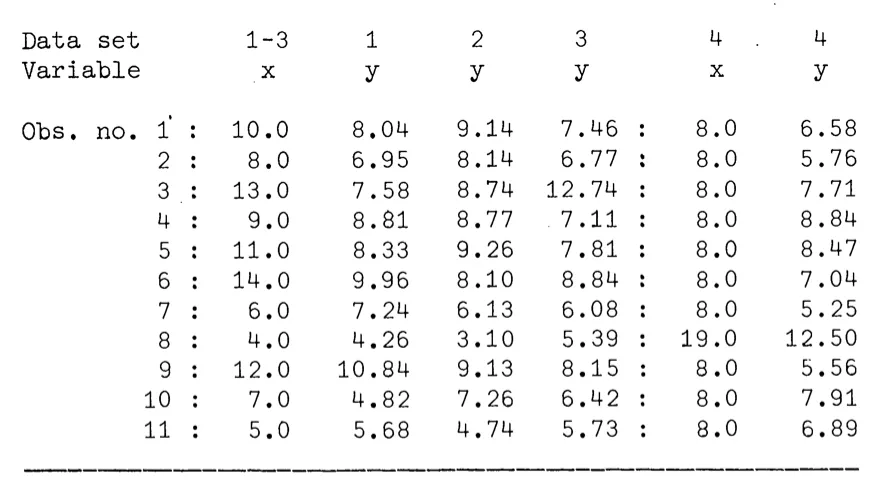 Data set 1-3 1 2 3 4 4
Variable x y y y x y
Obs. no. 1 : 10.0 8.04 9.14 7.46 : 8.0 6.58
2 : 8.0 6.95 8.14 6.77 : 8.0 5.76
3 : 13.0 7.58 8.74 12.74 : 8.0 7.71
4 : 9.0 8.81 8.77 7.11 : 8.0 8.84
5 : 11.0 8.33 9.26 7.81 : 8.0 8.47
6 : 14.0 9.96 8.10 8.84 : 8.0 7.04
7 : 6.0 7.24 6.13 6.08 : 8.0 5.25
8 : 4.0 4.26 3.10 5.39 : 19.0 12.50
9 : 12.0 10.84 9.13 8.15 : 8.0 5.56
10 : 7.0 4.82 7.26 6.42 : 8.0 7.91
11 : 5.0 5.68 4.74 5.73 : 8.0 6.89